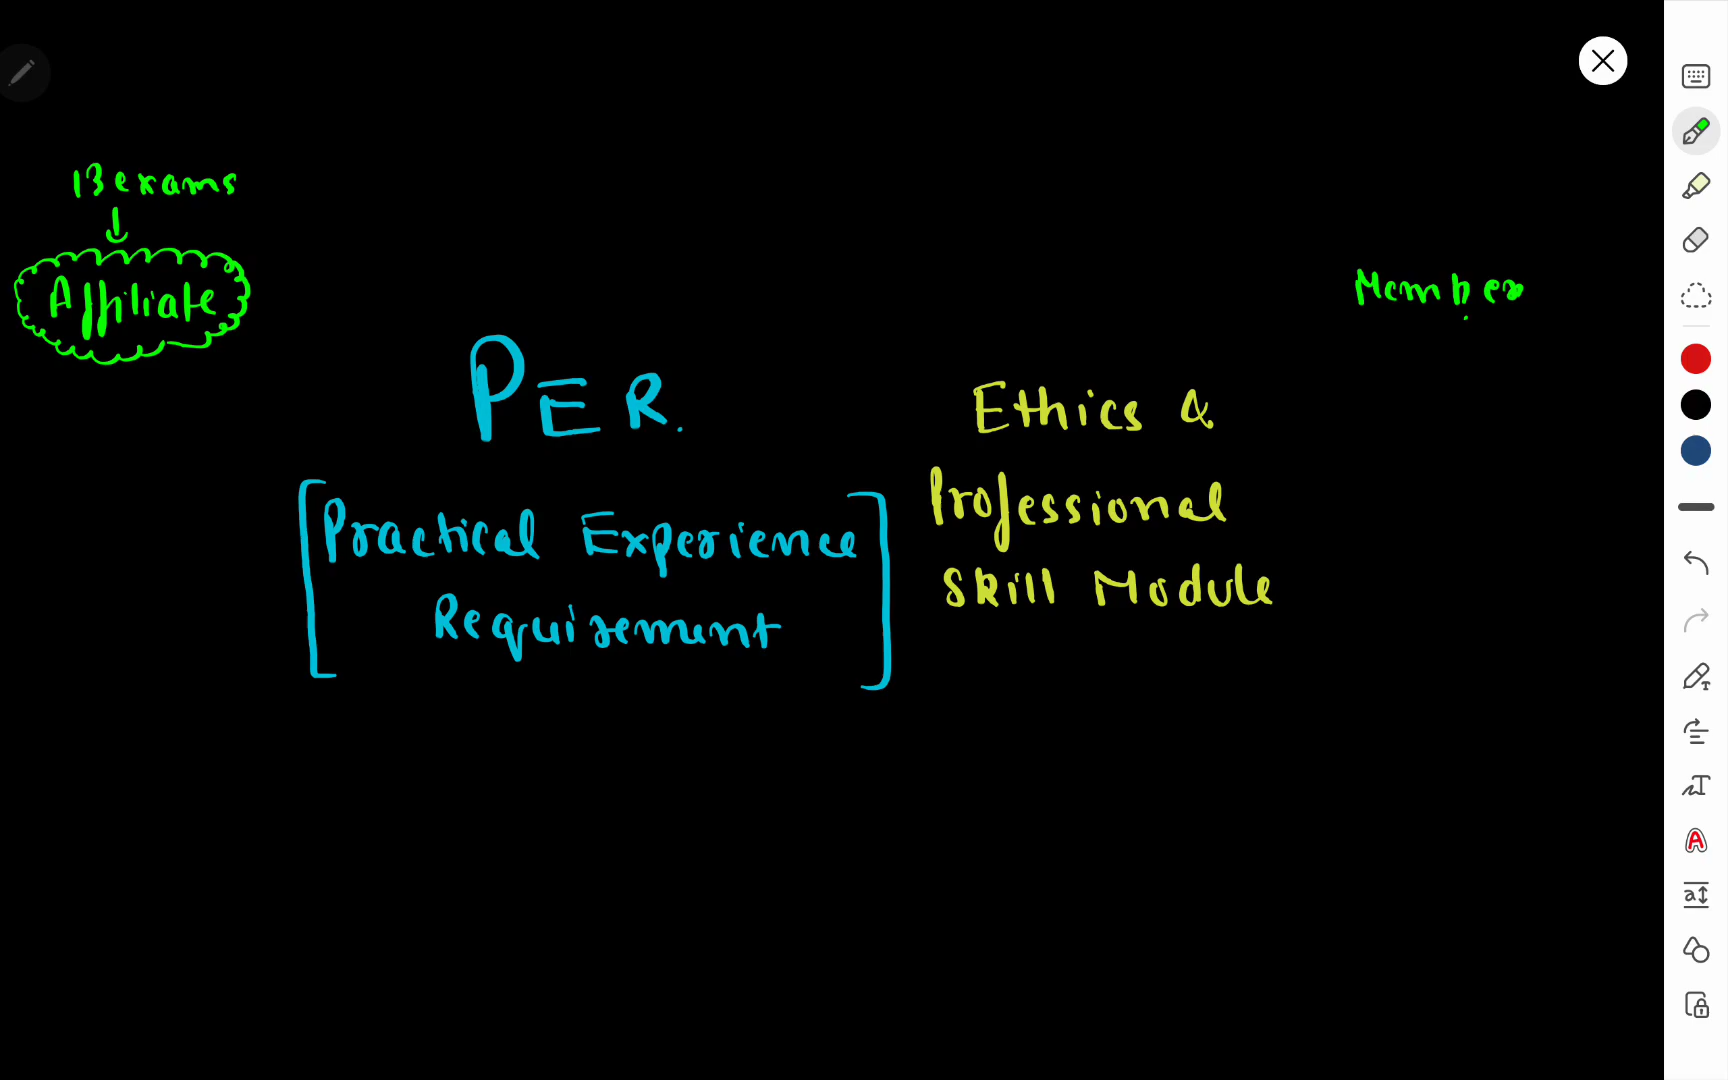 13 exams
Affiliate
Member
PER.
Ethics &
Professional
Skill Module
[Practical Experience
Requirement]